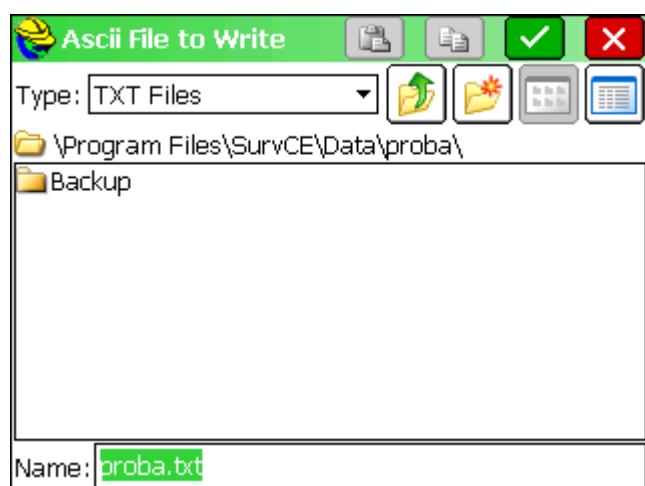 Ascii File to Write
Type: TXT Files
\Program Files\SurvCE\Data\proba\
Backup
Name: proba.txt